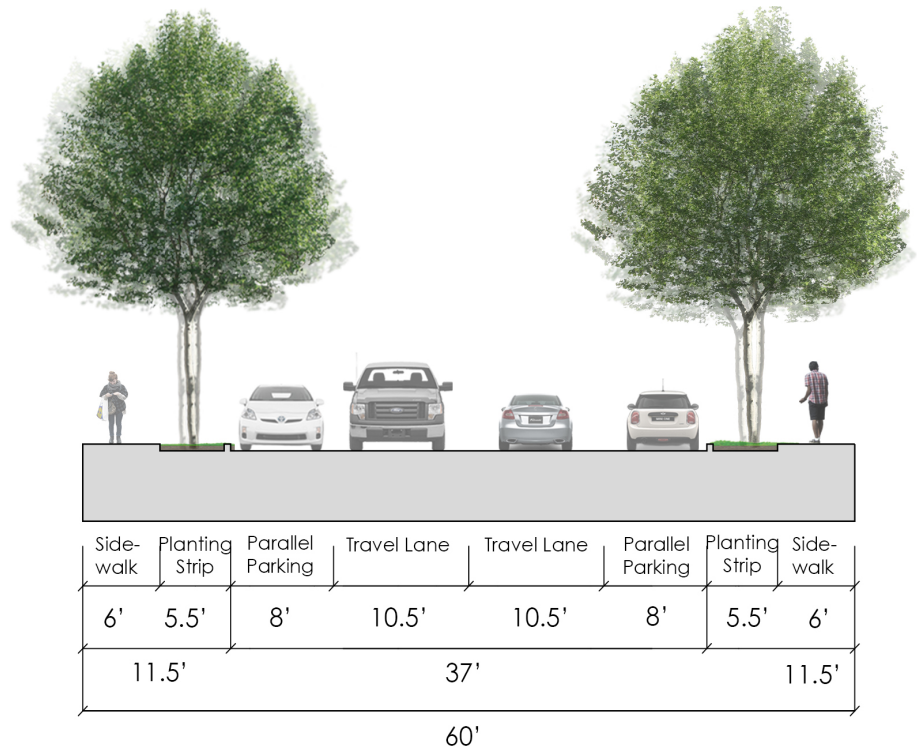 Side-
walk
Planting
Strip
Parallel
Parking
Travel Lane
Travel Lane
Parallel
Parking
Planting
Strip
Side-
walk
6’ 5.5’ 8’ 10.5’ 10.5’ 8’ 5.5’ 6’
11.5’ 37’ 11.5’
60’